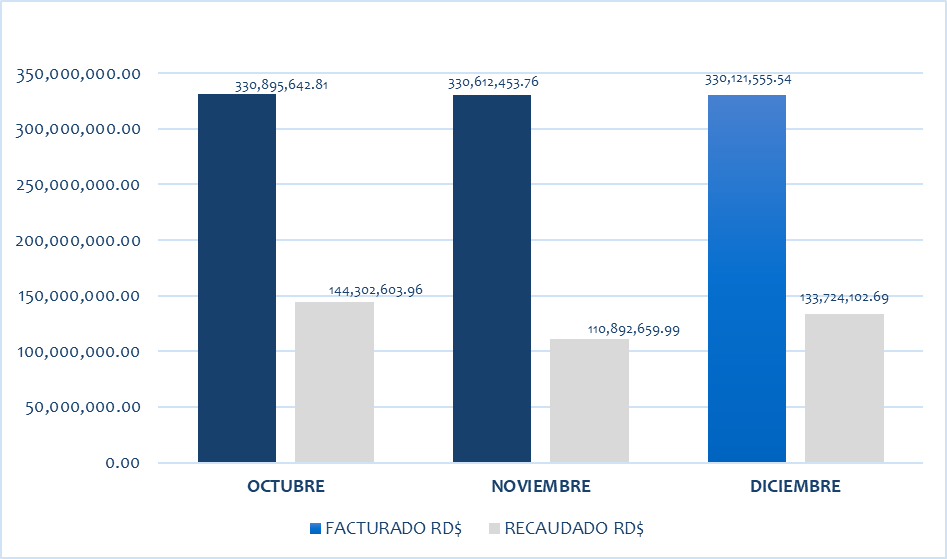 350,000,000.00
300,000,000.00
250,000,000.00
200,000,000.00
150,000,000.00
100,000,000.00
50,000,000.00
0.00
330,895,642.81
330,612,453.76
330,121,555.54
144,302,603.96
110,892,659.99
133,724,102.69
OCTUBRE
NOVIEMBRE
DICIEMBRE
FACTURADO RD$
RECAUDADO RD$